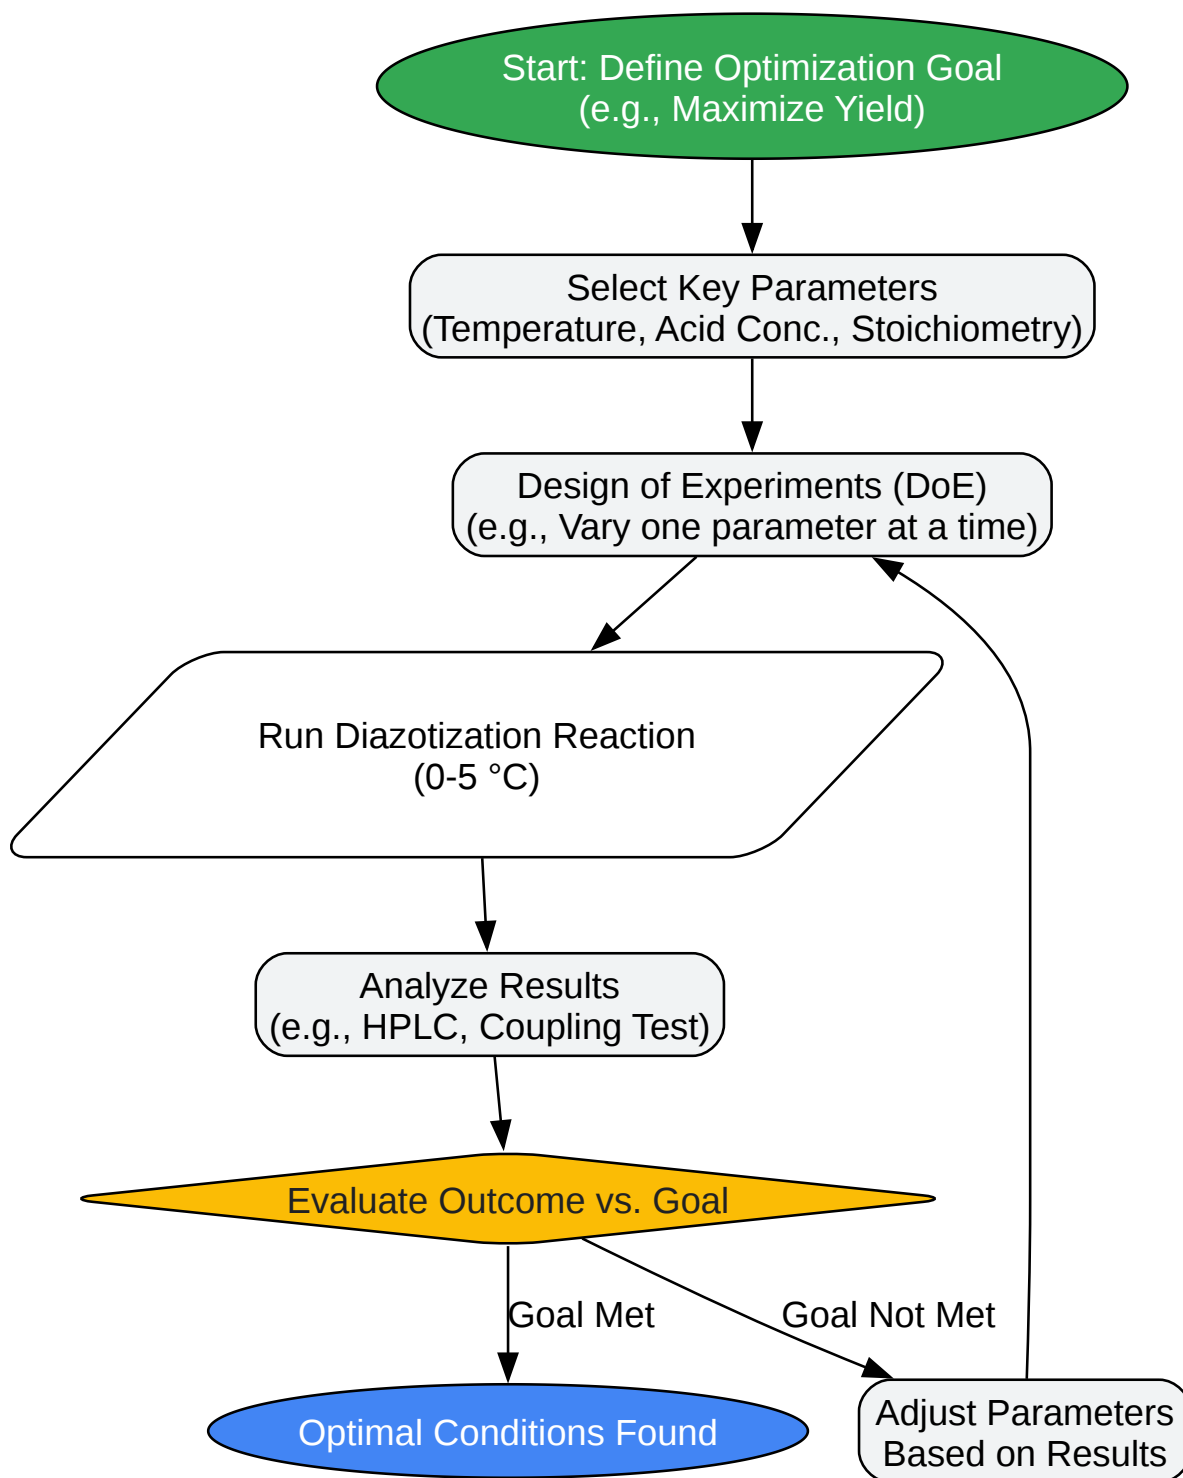 Start: Define Optimization Goal
(e.g., Maximize Yield)
Select Key Parameters
(Temperature, Acid Conc., Stoichiometry)
Design of Experiments (DoE)
(e.g., Vary one parameter at a time)
Run Diazotization Reaction
(0-5 °C)
Analyze Results
(e.g., HPLC, Coupling Test)
Evaluate Outcome vs. Goal
Goal Met
Goal Not Met
Optimal Conditions Found
Adjust Parameters
Based on Results